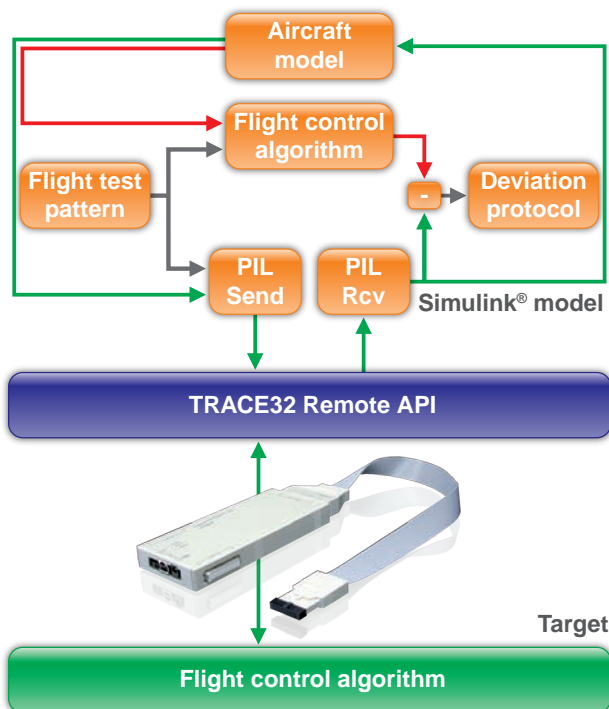 Aircraft
model
Flight control
algorithm
Flight test
pattern
-
Deviation
protocol
PIL
Send
PIL
Rcv
Simulink® model
TRACE32 Remote API
Target
Flight control algorithm